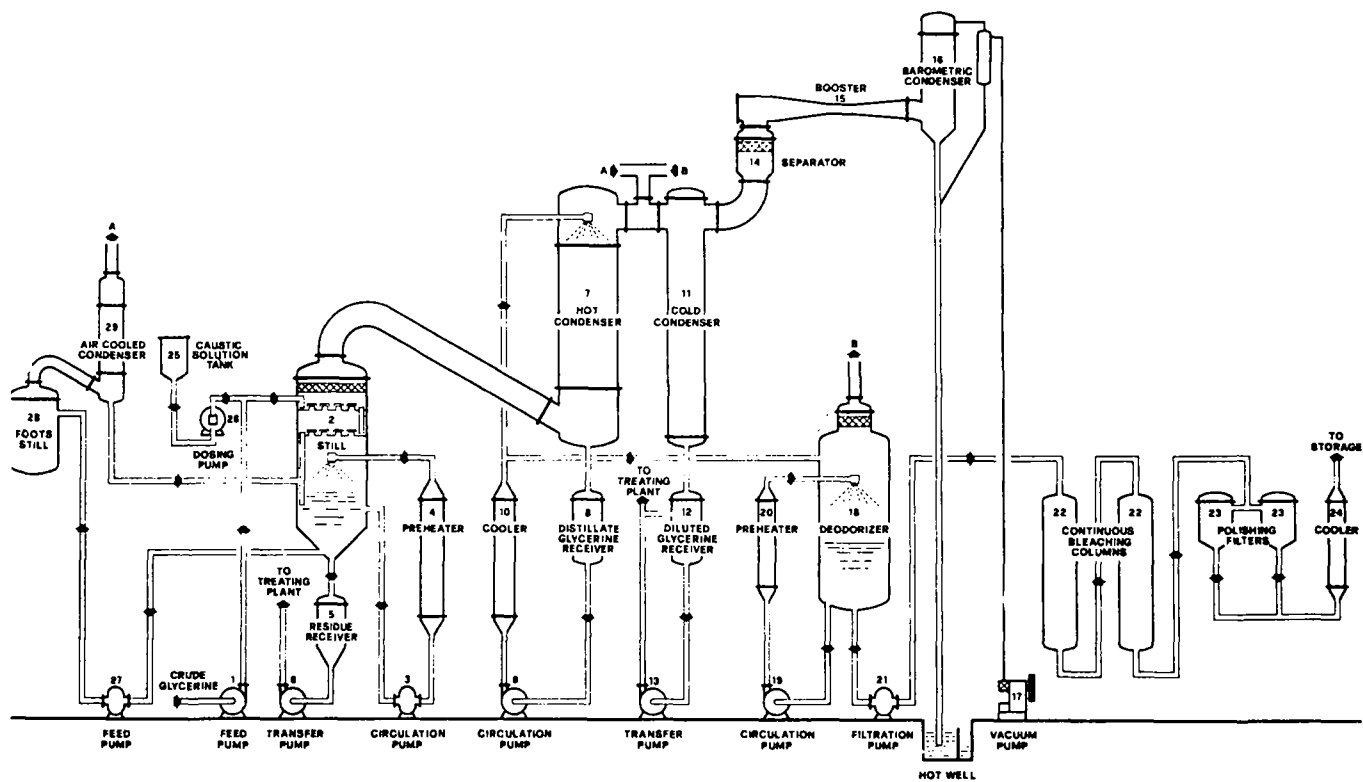 16
BAROMETRIC
CONDENSER
BOOSTER
15
14
SEPARATOR
A
B
A
29
AIR COOLED
CONDENSER
25
CAUSTIC
SOLUTION
TANK
7
HOT
CONDENSER
11
COLD
CONDENSER
B
28
FOOTS
STILL
26
DOSING
PUMP
2
STILL
4
PREHEATER
10
COOLER
8
DISTILLATE
GLYCERINE
RECEIVER
TO
TREATING
PLANT
12
DILUTED
GLYCERINE
RECEIVER
20
PREHEATER
18
DEODORIZER
22
22
CONTINUOUS
BLEACHING
COLUMNS
23
23
POLISHING
FILTERS
TO
STORAGE
24
COOLER
TO
TREATING
PLANT
5
RESIDUE
RECEIVER
CRUDE
GLYCERINE
27
1
6
3
9
13
19
21
17
FEED
PUMP
FEED
PUMP
TRANSFER
PUMP
CIRCULATION
PUMP
CIRCULATION
PUMP
TRANSFER
PUMP
CIRCULATION
PUMP
FILTRATION
PUMP
VACUUM
PUMP
HOT WELL